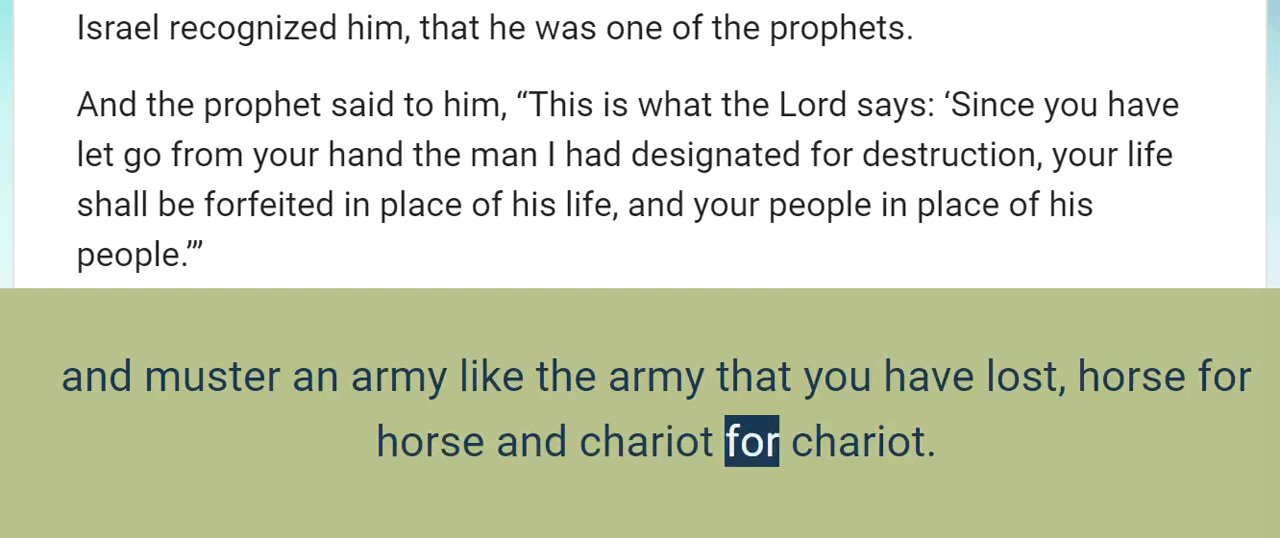 Israel recognized him, that he was one of the prophets.
And the prophet said to him, “This is what the Lord says: ‘Since you have
let go from your hand the man I had designated for destruction, your life
shall be forfeited in place of his life, and your people in place of his
people.’”
and muster an army like the army that you have lost, horse for
horse and chariot for chariot.